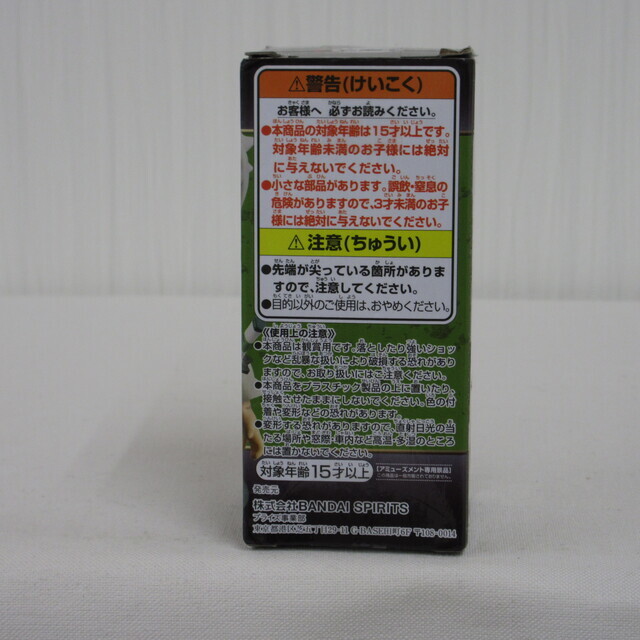 ⚠警告(けいこく)
お客様へ 必ずお読みください。
●本商品の対象年齢は15才以上です。
対象年齢未満のお子様には絶対
に与えないでください。
●小さな部品があります。誤飲・窒息の
危険がありますので、3才未満のお子
様には絶対に与えないでください。
⚠注意(ちゅうい)
●先端が尖っている箇所がありま
すので、注意してください。
●目的以外のご使用は、おやめください。
《使用上の注意》
●本商品は観賞用です。落としたり強いショッ
クなど乱暴な扱いにより破損する恐れがあり
ますので、お取り扱いにはご注意ください。
●本商品をプラスチック製品の上に置いたり、
接触させたままにしないでください。色の付
着や変形などの恐れがあります。
●変形する恐れがありますので、直射日光の当
たる場所や窓際・車内など高温・多湿のところ
には置かないでください。
対象年齢15才以上
[アミューズメント専用景品]
発売元
株式会社BANDAI SPIRITS
プライズ事業部
〒108-0014